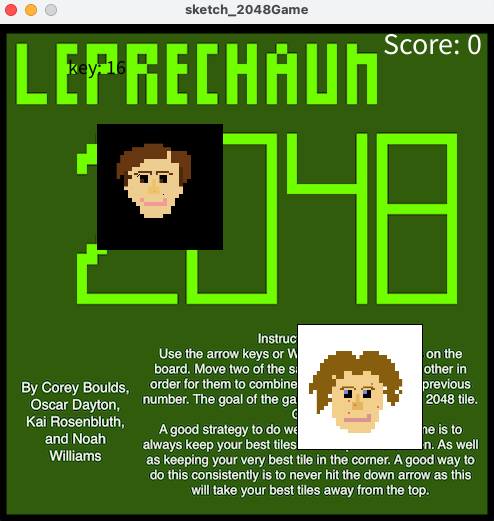 sketch_2048Game
Score: 0
LEPRECHAUN
key: 16
2048
Instruc
Use the arrow keys or W on the
board. Move two of the sa other in
order for them to combine previous
number. The goal of the ga 2048 tile.
A good strategy to do we me is to
always keep your best tiles en. As well
as keeping your very best tile in the corner. A good way to
do this consistently is to never hit the down arrow as this
will take your best tiles away from the top.
By Corey Boulds,
Oscar Dayton,
Kai Rosenbluth,
and Noah
Williams